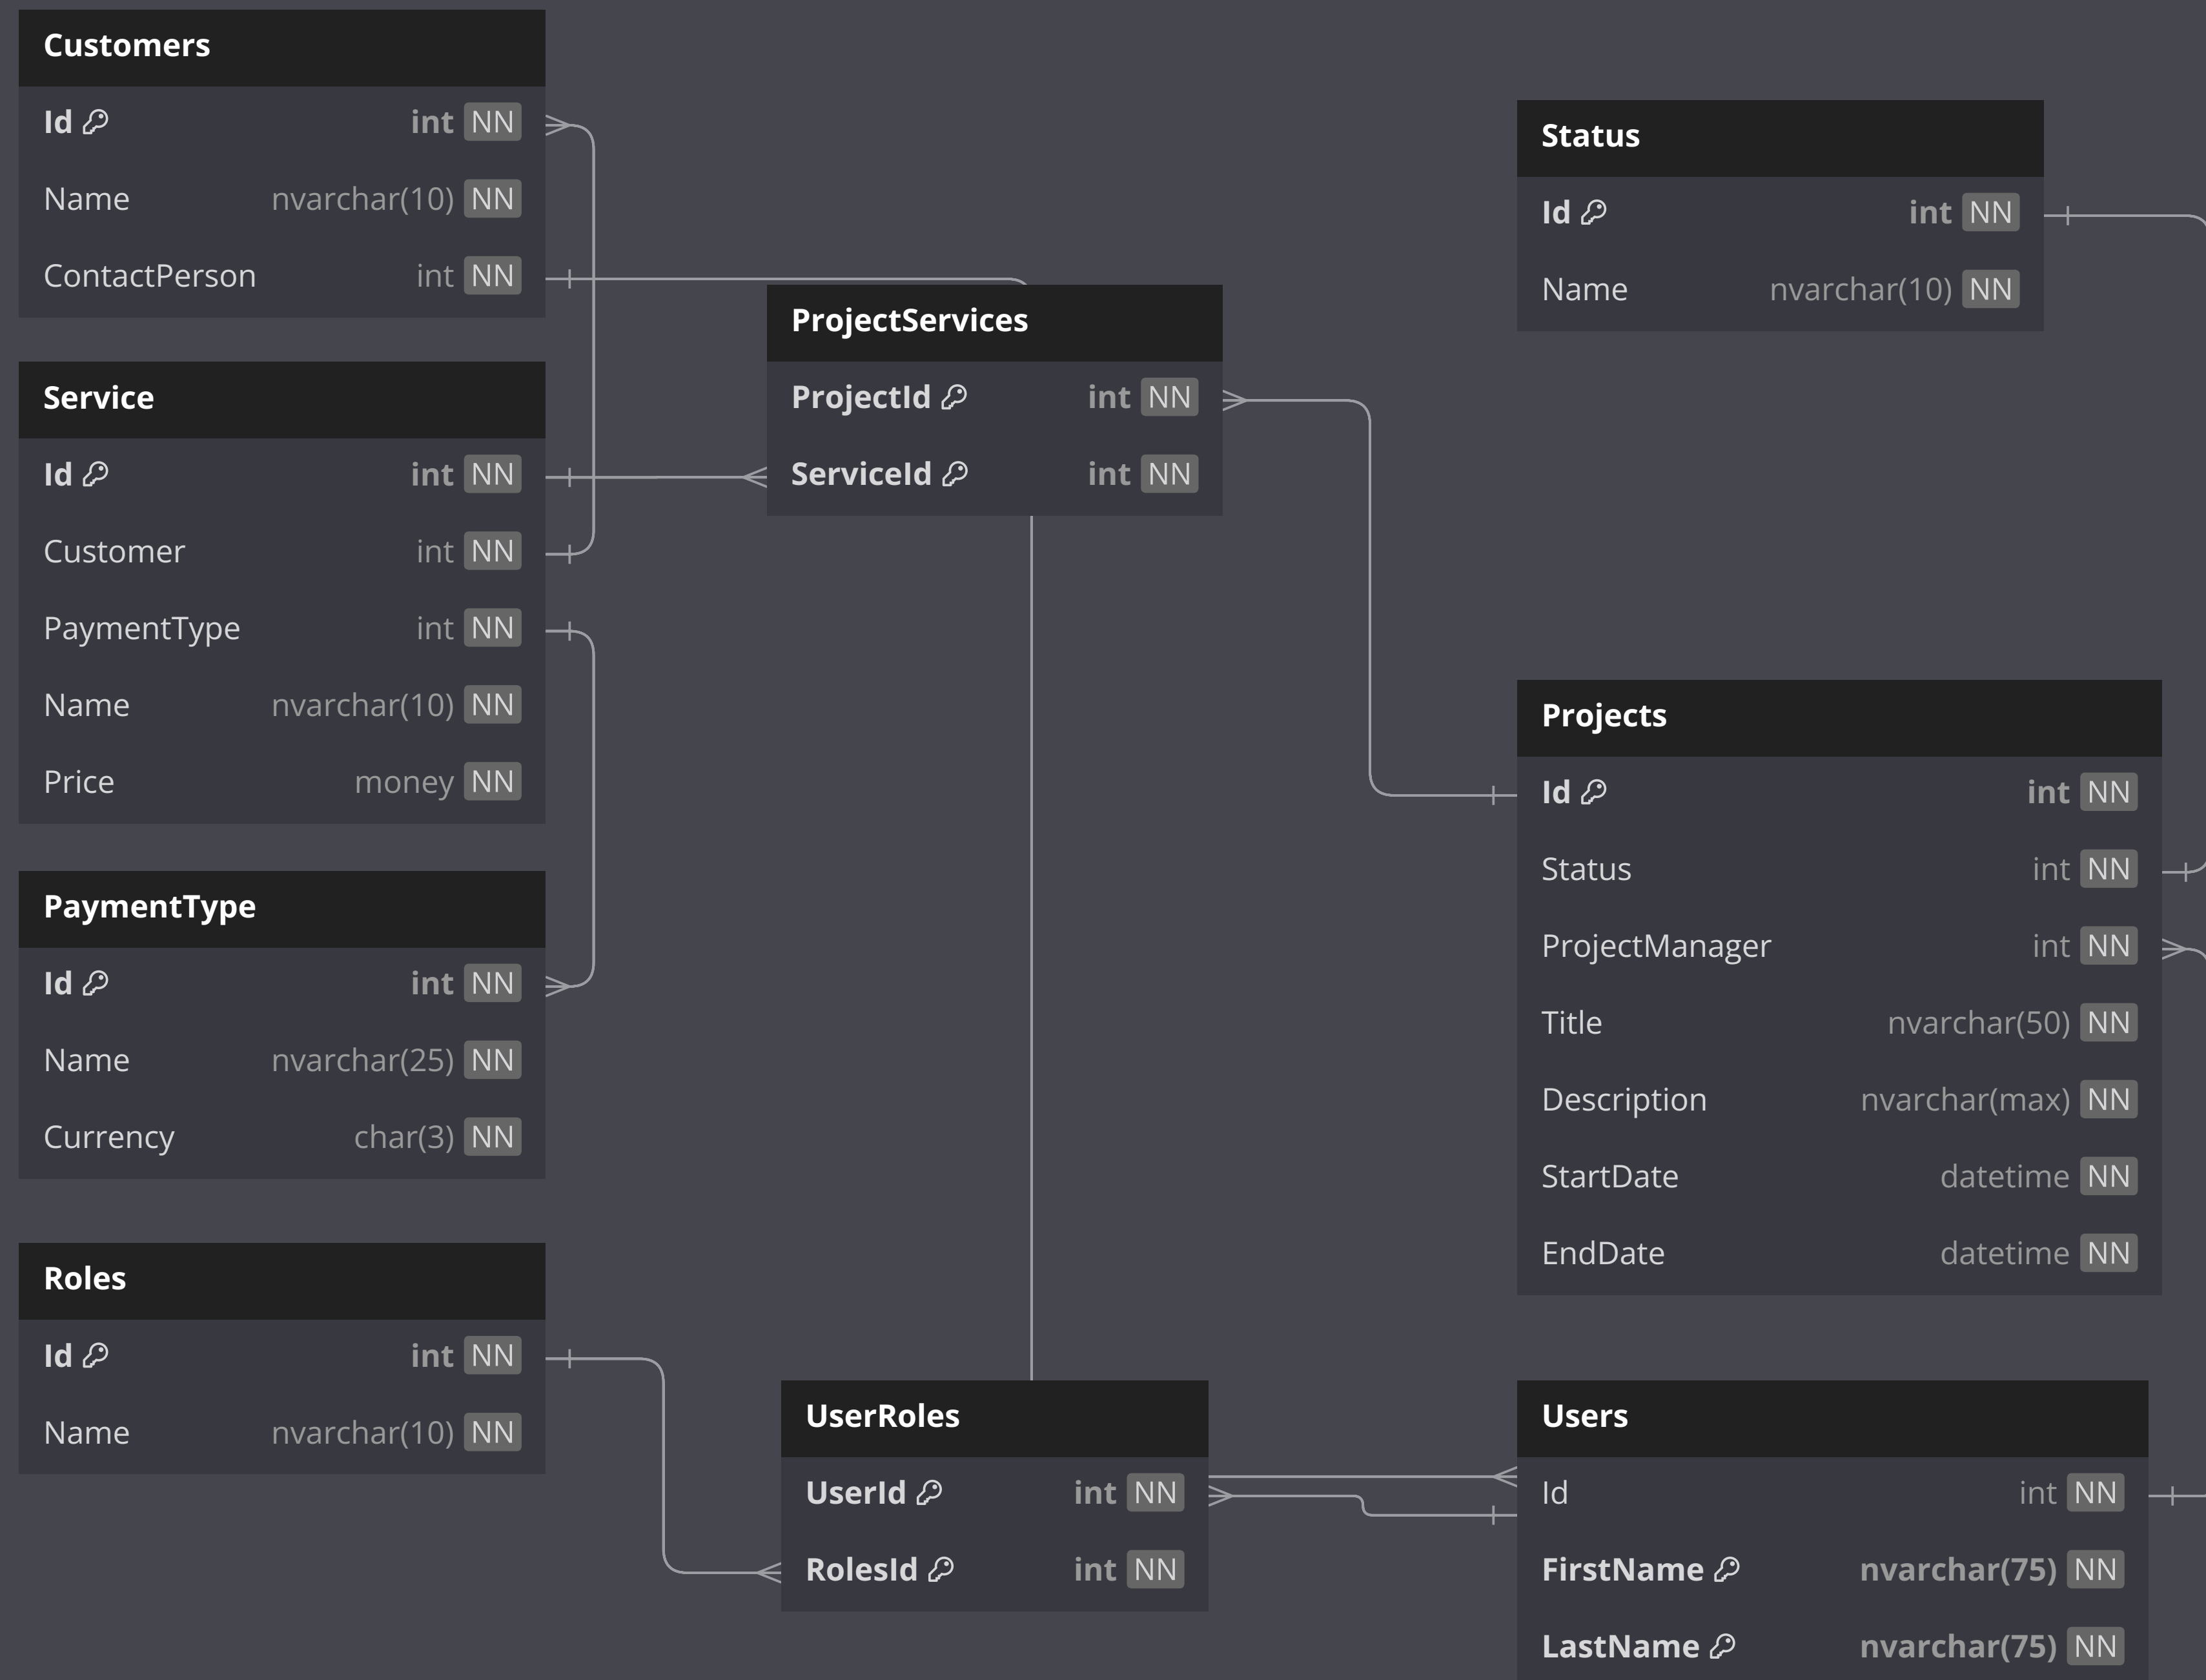 Customers
Id int NN
Name nvarchar(10) NN
ContactPerson int NN
Service
Id int NN
Customer int NN
PaymentType int NN
Name nvarchar(10) NN
Price money NN
PaymentType
Id int NN
Name nvarchar(25) NN
Currency char(3) NN
Roles
Id int NN
Name nvarchar(10) NN
ProjectServices
ProjectId int NN
ServiceId int NN
UserRoles
UserId int NN
RolesId int NN
Status
Id int NN
Name nvarchar(10) NN
Projects
Id int NN
Status int NN
ProjectManager int NN
Title nvarchar(50) NN
Description nvarchar(max) NN
StartDate datetime NN
EndDate datetime NN
Users
Id int NN
FirstName nvarchar(75) NN
LastName nvarchar(75) NN